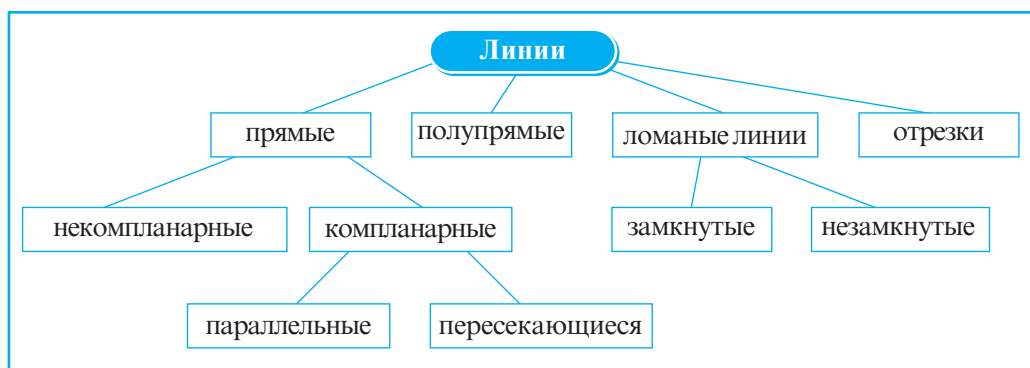 Линии
прямые
полупрямые
ломаные линии
отрезки
некомпланарные
компланарные
замкнутые
незамкнутые
параллельные
пересекающиеся